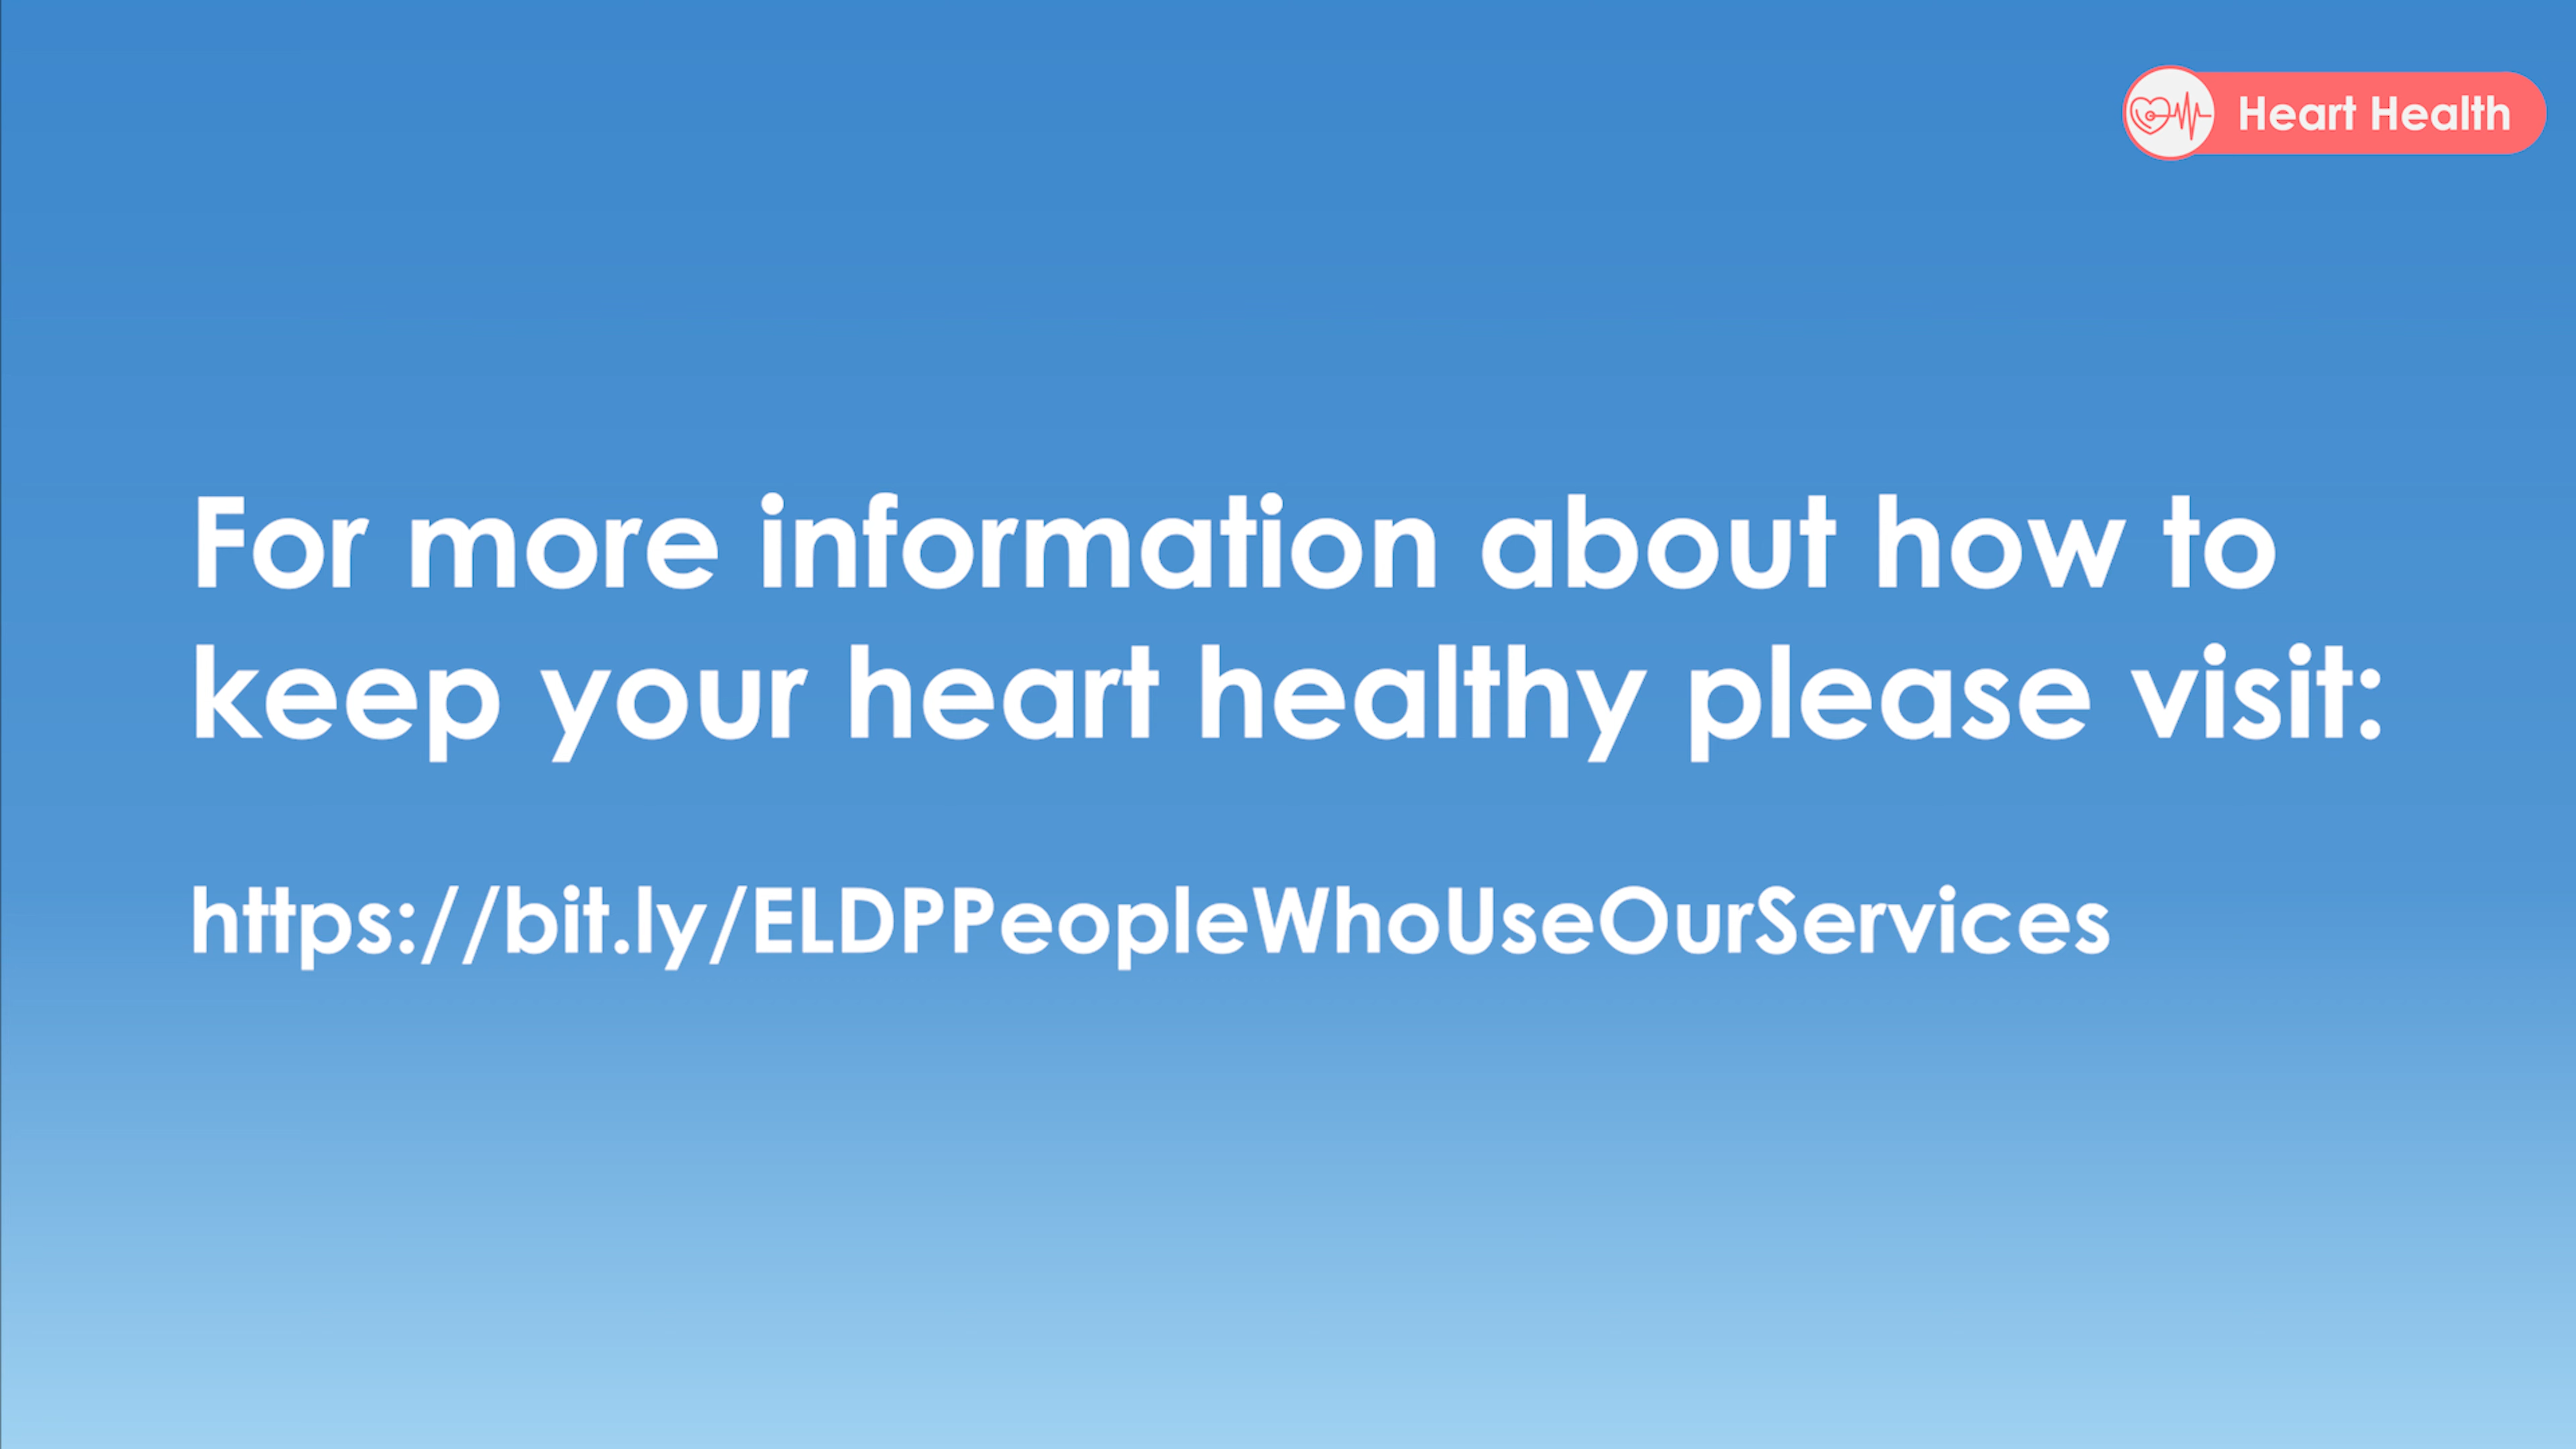 Heart Health
For more information about how to
keep your heart healthy please visit:
https://bit.ly/ELDPPeopleWhoUseOurServices